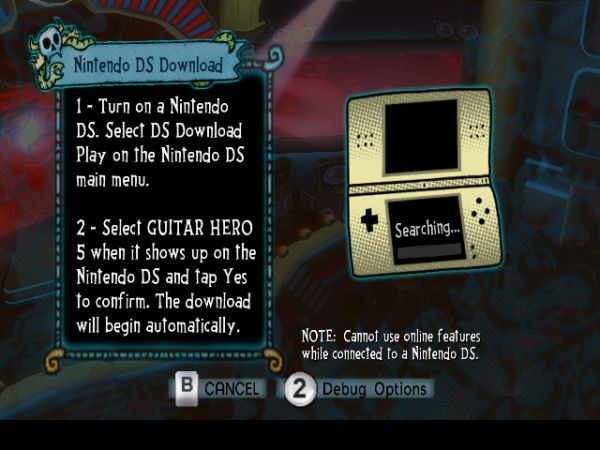 Nintendo DS Download
1 - Turn on a Nintendo
DS. Select DS Download
Play on the Nintendo DS
main menu.
2 - Select GUITAR HERO
5 when it shows up on the
Nintendo DS and tap Yes
to confirm. The download
will begin automatically.
Searching...
NOTE: Cannot use online features
while connected to a Nintendo DS.
B CANCEL 2 Debug Options